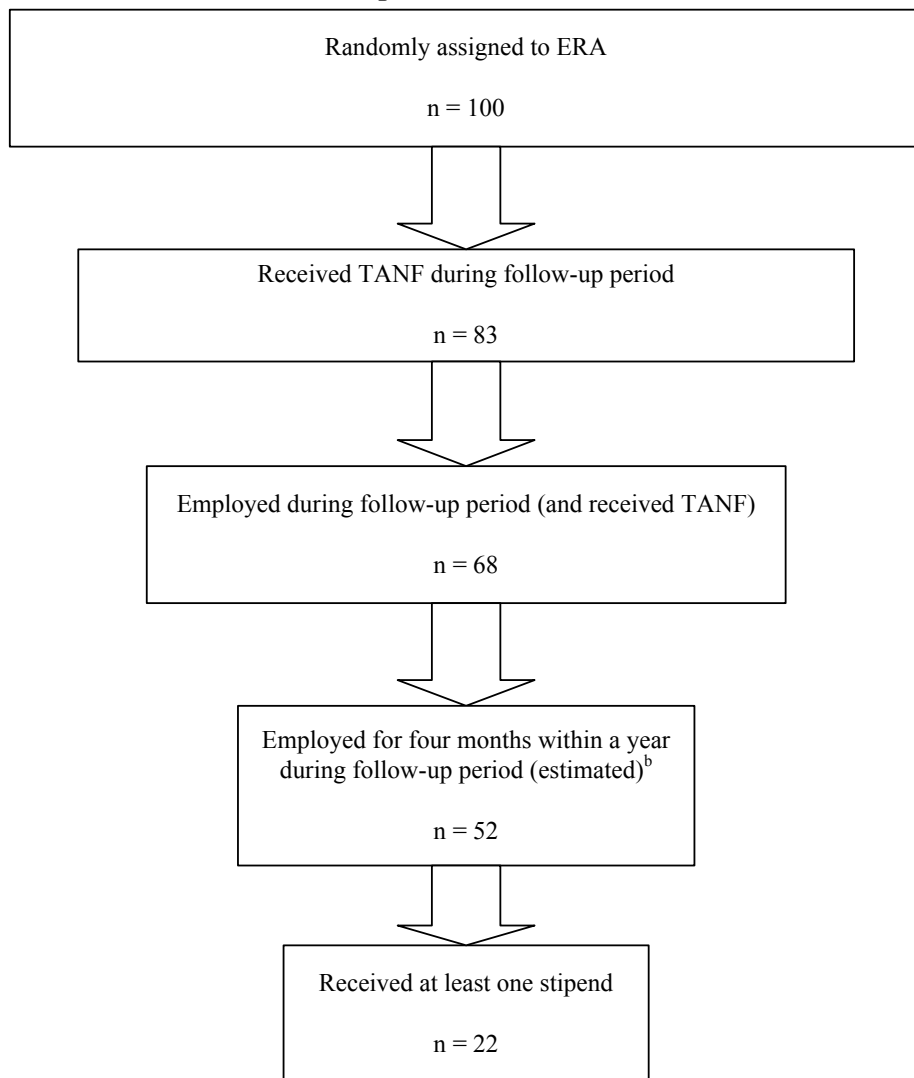 Randomly assigned to ERA
n = 100
Received TANF during follow-up period
n = 83
Employed during follow-up period (and received TANF)
n = 68
Employed for four months within a year
during follow-up period (estimated)b
n = 52
Received at least one stipend
n = 22